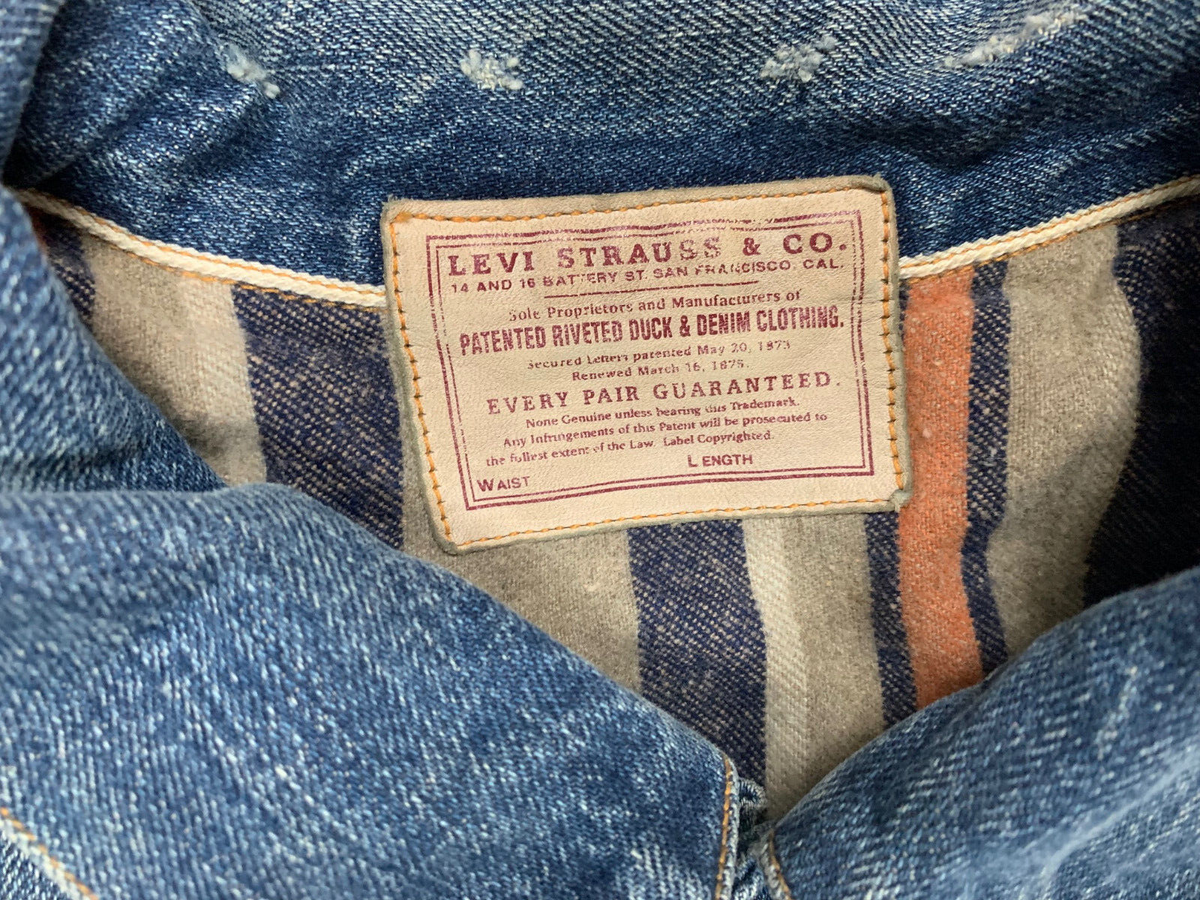 LEVI STRAUSS & CO.
14 AND 16 BATTERY ST. SAN FRANCISCO. CAL.
Sole Proprietors and Manufacturers of
PATENTED RIVETED DUCK & DENIM CLOTHING.
Secured Letters patented May 20, 1873
Renewed March 16, 1875.
EVERY PAIR GUARANTEED.
None Genuine unless bearing this Trademark.
Any Infringements of this Patent will be prosecuted to
the fullest extent of the Law. Label Copyrighted.
WAIST LENGTH